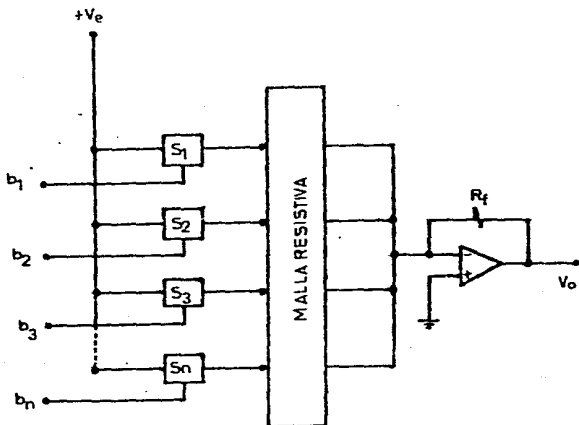 +Ve
S1
b1
S2
b2
S3
b3
Sn
bn
MALLA RESISTIVA
Rf
-
+
Vo